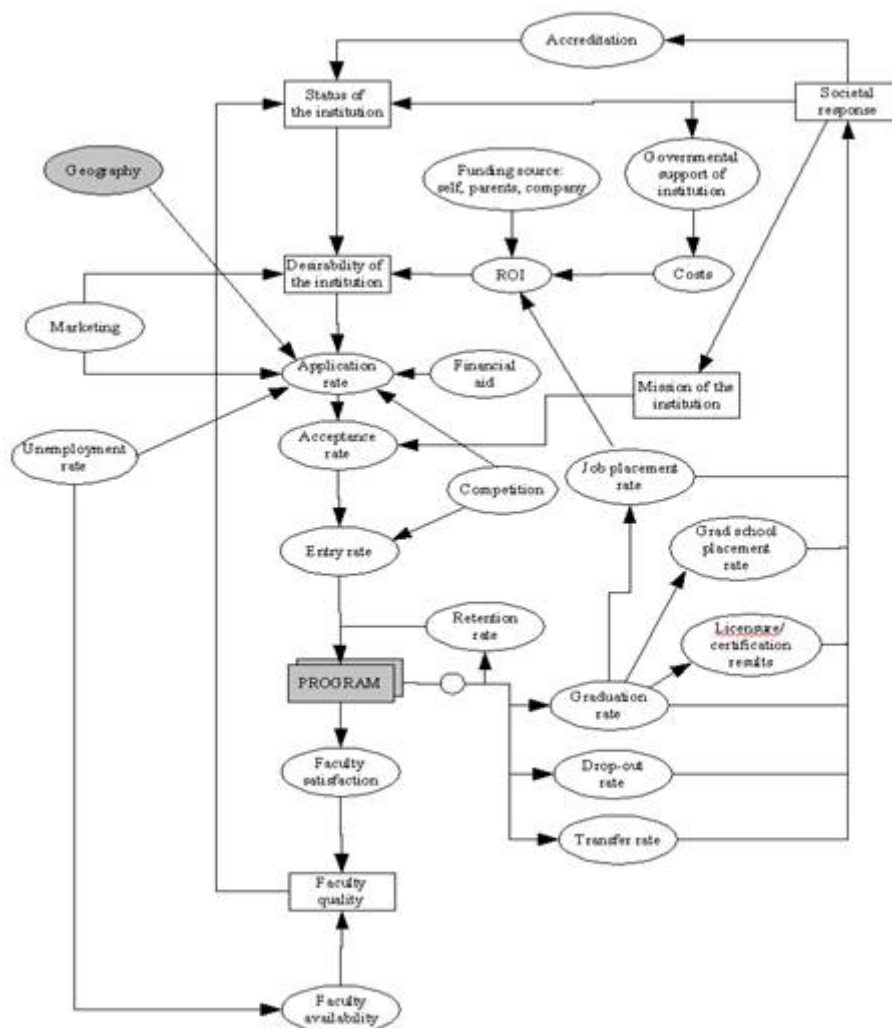 Accreditation
Status of
the institution
Societal
response
Geography
Funding source:
self, parents, company
Governmental
support of
institution
Desirability of
the institution
ROI
Costs
Marketing
Application
rate
Financial
aid
Mission of the
institution
Unemployment
rate
Acceptance
rate
Competition
Job placement
rate
Entry rate
Grad school
placement
rate
Retention
rate
Licensure/
certification
results
PROGRAM
Graduation
rate
Faculty
satisfaction
Drop-out
rate
Transfer rate
Faculty
quality
Faculty
availability